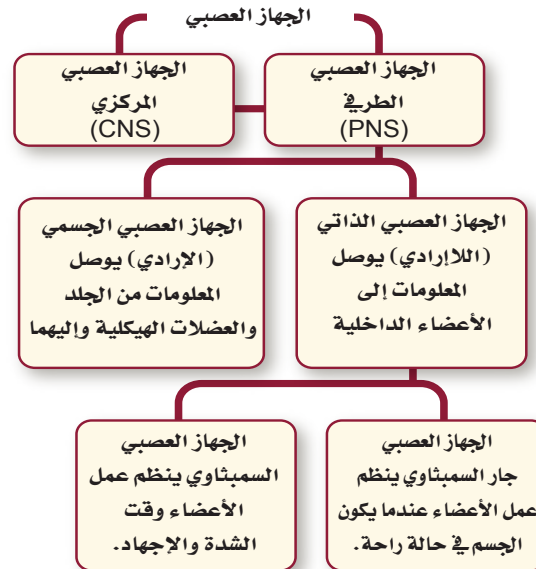 الجهاز العصبي
الجهاز العصبي
الطرفي
(PNS)
الجهاز العصبي
المركزي
(CNS)
الجهاز العصبي الذاتي
(اللاإرادي) يوصل
المعلومات إلى
الأعضاء الداخلية
الجهاز العصبي الجسمي
(الإرادي) يوصل
المعلومات من الجلد
والعضلات الهيكلية وإليهما
الجهاز العصبي
جار السمبثاوي ينظم
عمل الأعضاء عندما يكون
الجسم في حالة راحة.
الجهاز العصبي
السمبثاوي ينظم عمل
الأعضاء وقت
الشدة والإجهاد.